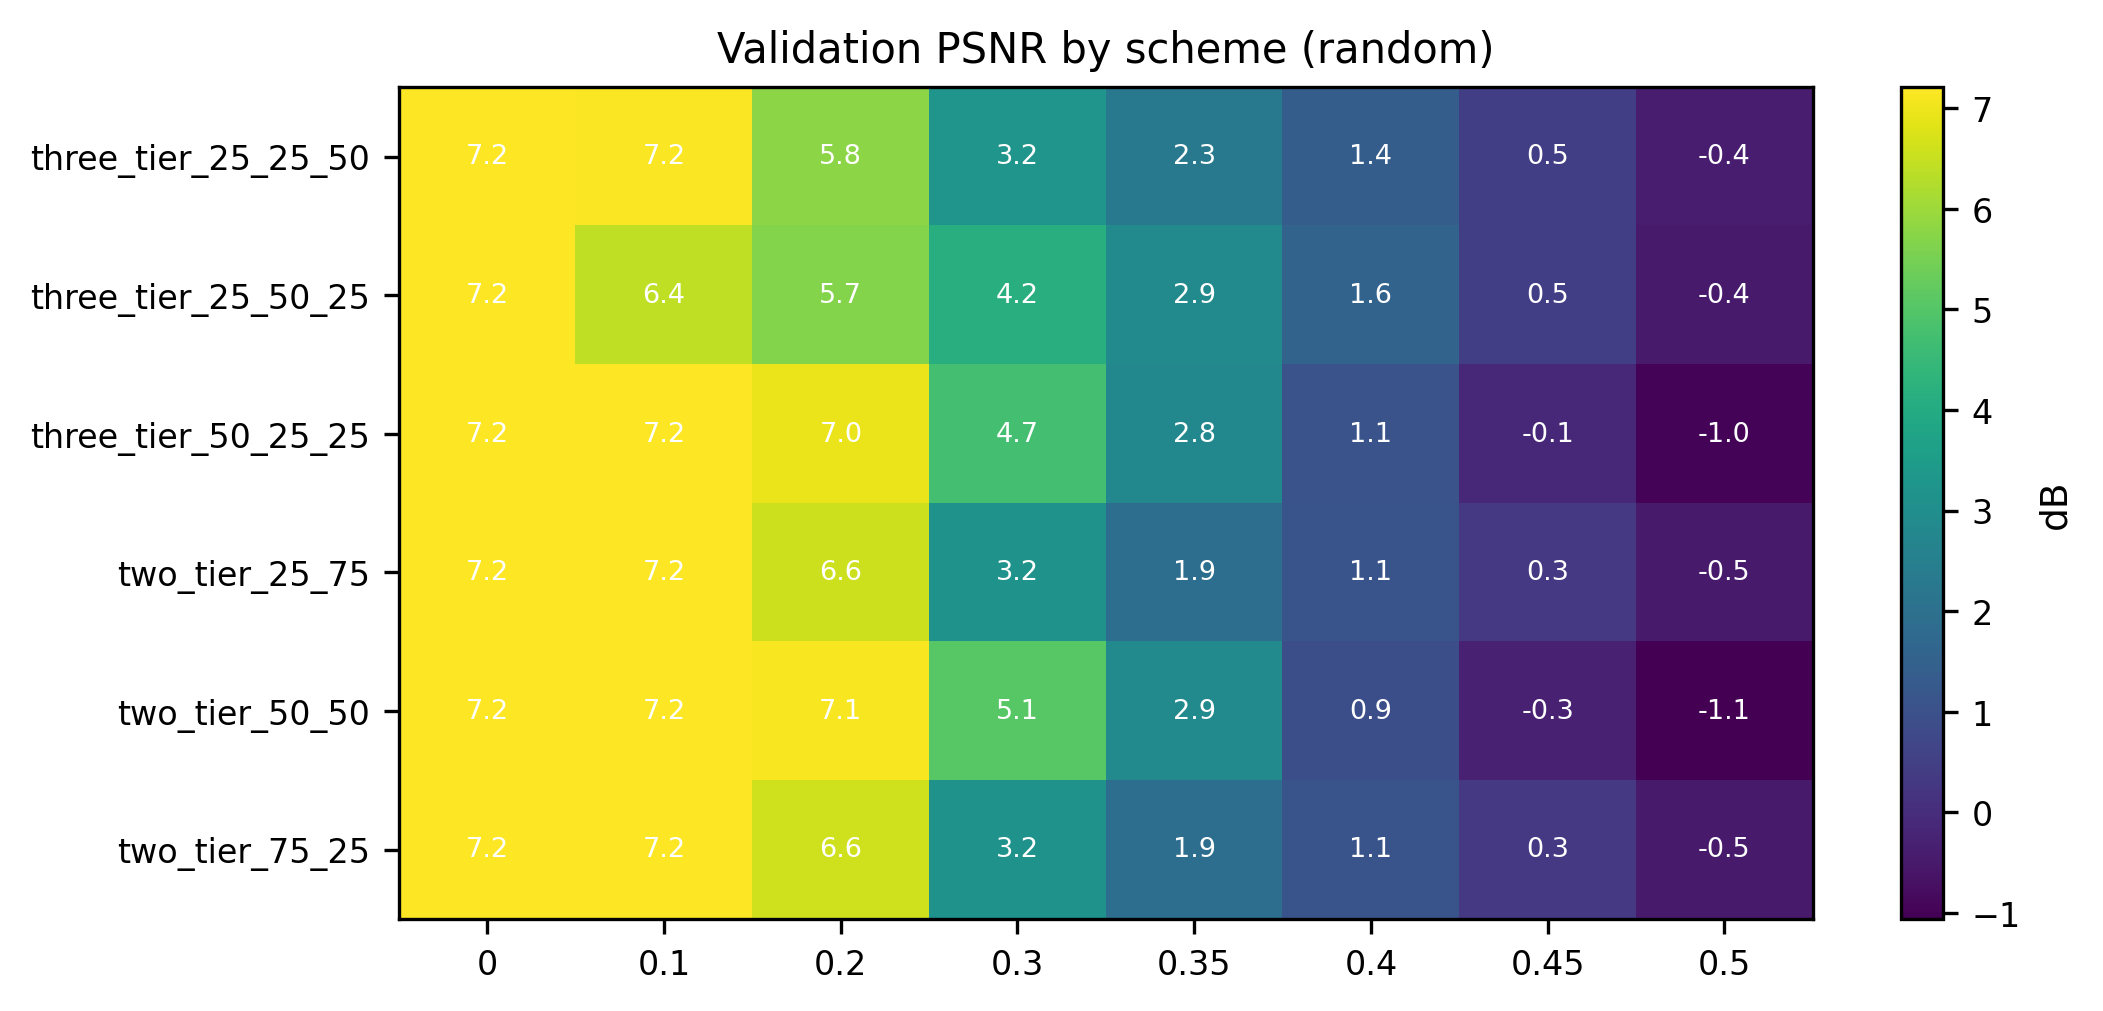 Validation PSNR by scheme (random)
three_tier_25_25_50 7.2 7.2 5.8 3.2 2.3 1.4 0.5 -0.4
three_tier_25_50_25 7.2 6.4 5.7 4.2 2.9 1.6 0.5 -0.4
three_tier_50_25_25 7.2 7.2 7.0 4.7 2.8 1.1 -0.1 -1.0
two_tier_25_75 7.2 7.2 6.6 3.2 1.9 1.1 0.3 -0.5
two_tier_50_50 7.2 7.2 7.1 5.1 2.9 0.9 -0.3 -1.1
two_tier_75_25 7.2 7.2 6.6 3.2 1.9 1.1 0.3 -0.5
0 0.1 0.2 0.3 0.35 0.4 0.45 0.5
7
6
5
4
3
2
1
0
−1
dB